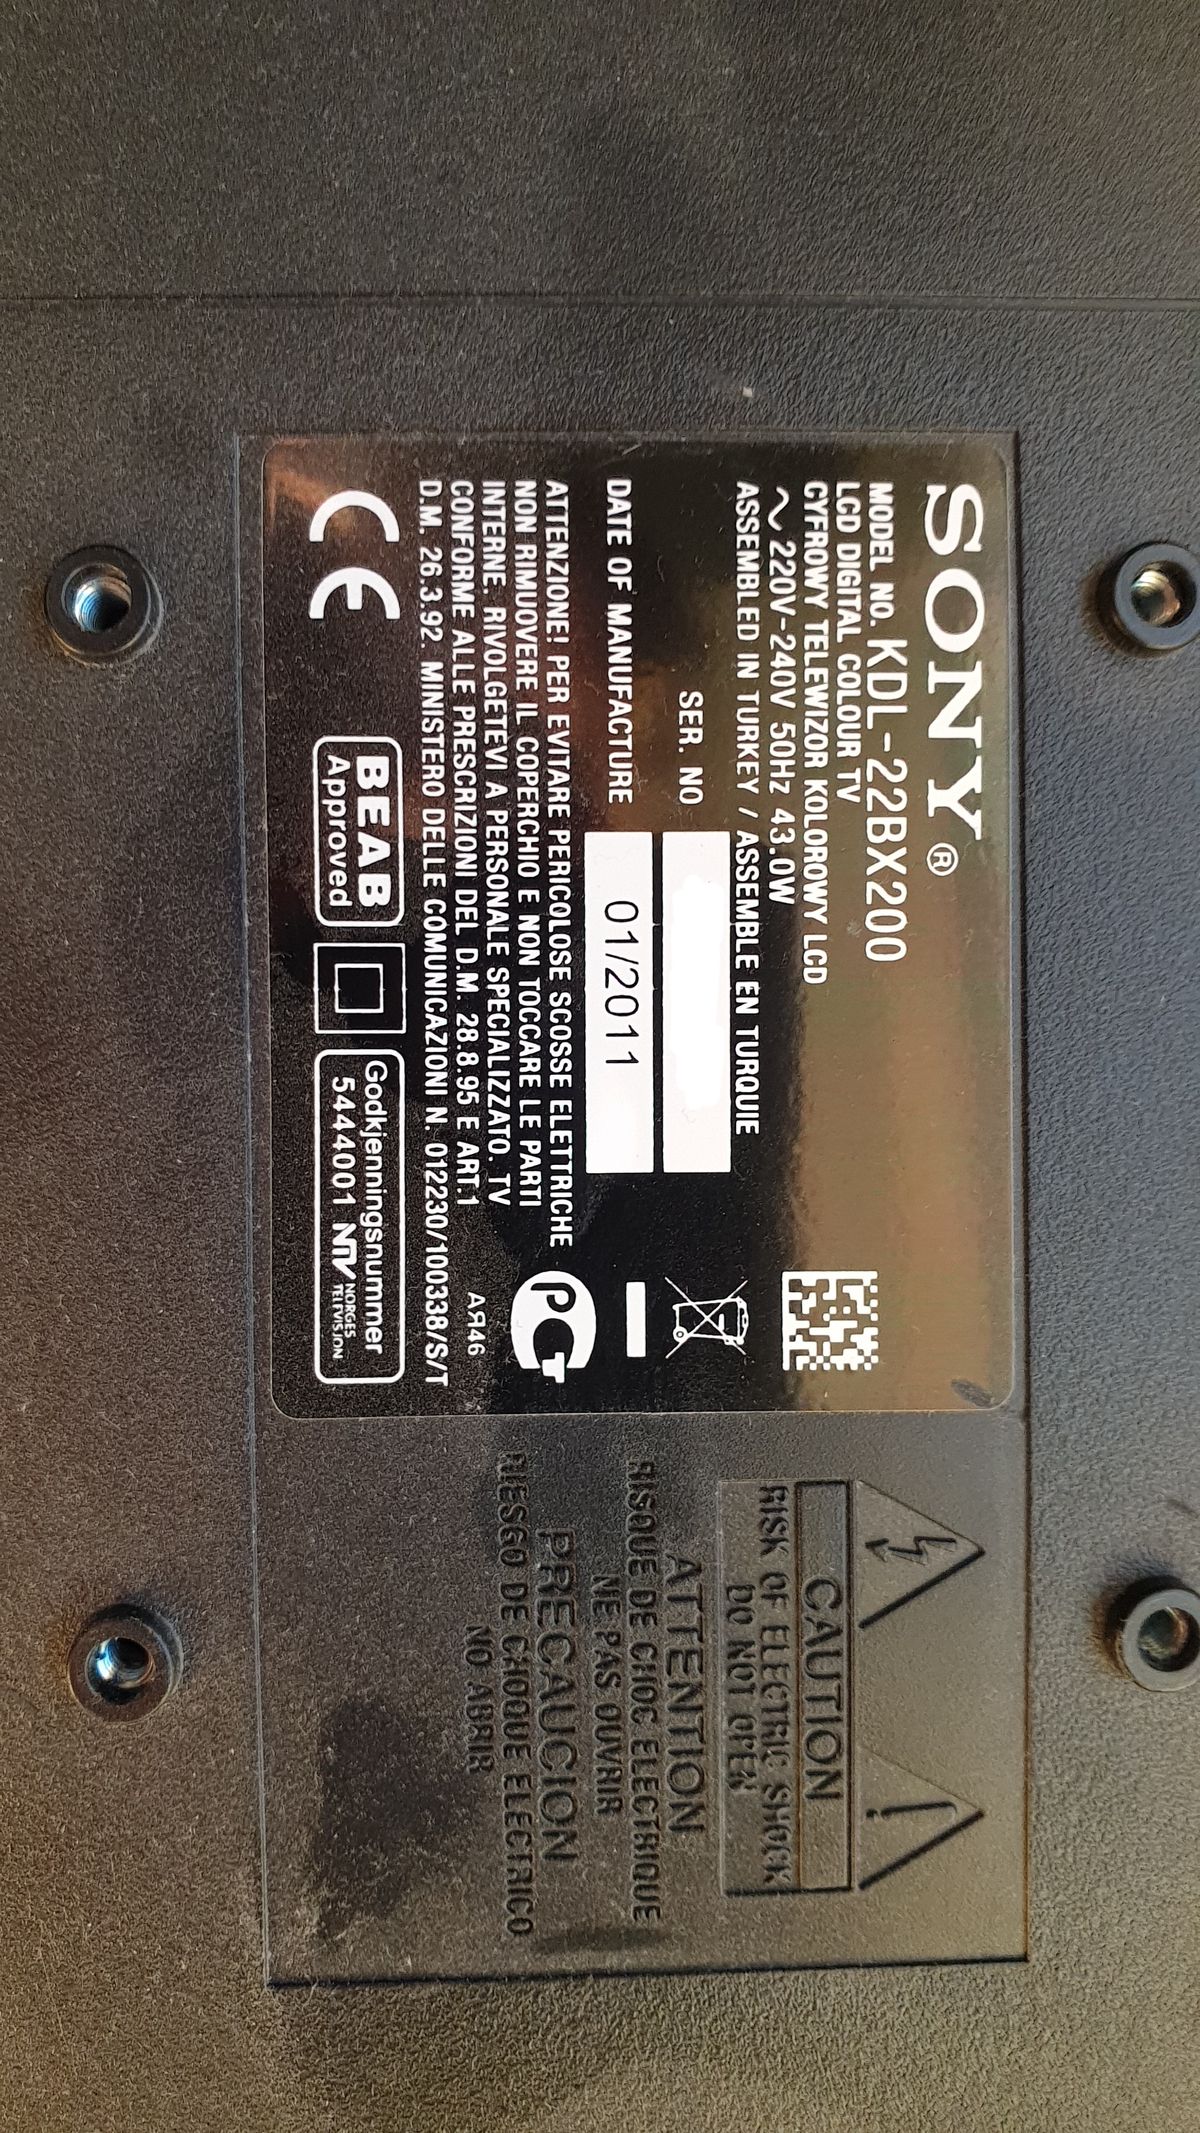 SONY®
MODEL NO. KDL-22BX200
LCD DIGITAL COLOUR TV
CYFROWY TELEWIZOR KOLOROWY LCD
220V-240V 50Hz 43.0W
ASSEMBLED IN TURKEY / ASSEMBLE EN TURQUIE
SER. NO
DATE OF MANUFACTURE 01/2011
ATTENZIONE! PER EVITARE PERICOLOSE SCOSSE ELETTRICHE
NON RIMUOVERE IL COPERCHIO E NON TOCCARE LE PARTI
INTERNE. RIVOLGETEVI A PERSONALE SPECIALIZZATO. TV
CONFORME ALLE PRESCRIZIONI DEL D.M. 28.8.95 E ART.1
D.M. 26.3.92. MINISTERO DELLE COMUNICAZIONI N. 012230/100338/S/T
PCT
АЯ46
CE
BEAB
Approved
Godkjenningsnummer
5444001 NTV NORGES
TELEVISJON
CAUTION
RISK OF ELECTRIC SHOCK
DO NOT OPEN
ATTENTION
RISQUE DE CHOC ELECTRIQUE
NE PAS OUVRIR
PRECAUCION
RIESGO DE CHOQUE ELECTRICO
NO ABRIR